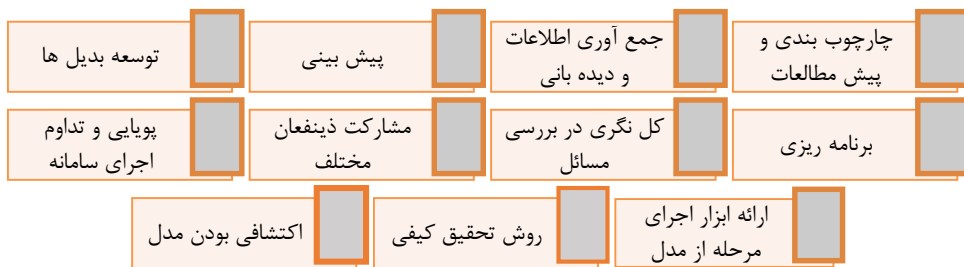 چارچوب بندی و
پیش مطالعات
جمع آوری اطلاعات
و دیده بانی
پیش بینی
توسعه بدیل ها
برنامه ریزی
کل نگری در بررسی
مسائل
مشارکت ذینفعان
مختلف
پویایی و تداوم
اجرای سامانه
ارائه ابزار اجرای
مرحله از مدل
روش تحقیق کیفی
اکتشافی بودن مدل